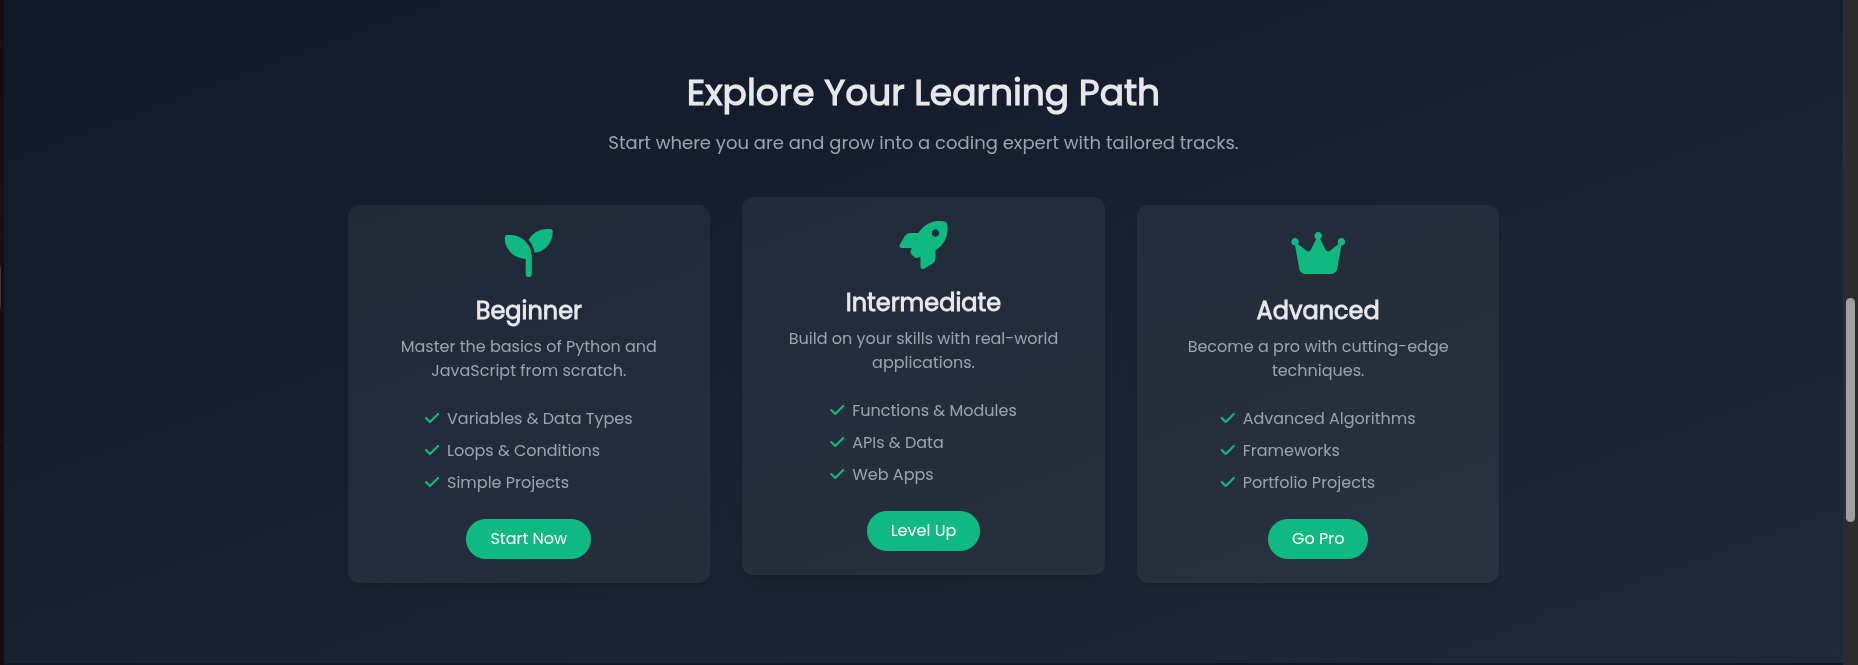 Explore Your Learning Path
Start where you are and grow into a coding expert with tailored tracks.
Beginner
Master the basics of Python and
JavaScript from scratch.
Variables & Data Types
Loops & Conditions
Simple Projects
Start Now
Intermediate
Build on your skills with real-world
applications.
Functions & Modules
APIs & Data
Web Apps
Level Up
Advanced
Become a pro with cutting-edge
techniques.
Advanced Algorithms
Frameworks
Portfolio Projects
Go Pro